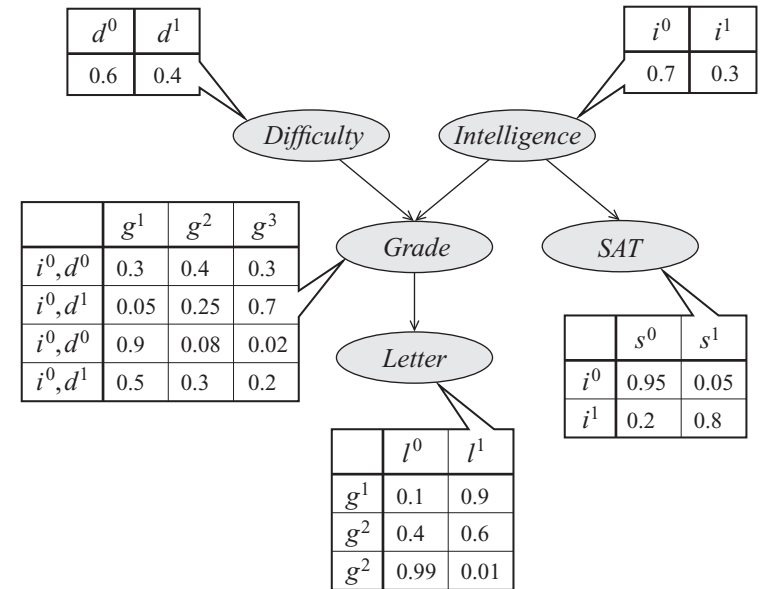 d⁰ d¹
0.6 0.4
i⁰ i¹
0.7 0.3
Difficulty
Intelligence
g¹ g² g³
i⁰,d⁰ 0.3 0.4 0.3
i⁰,d¹ 0.05 0.25 0.7
i⁰,d⁰ 0.9 0.08 0.02
i⁰,d¹ 0.5 0.3 0.2
Grade
SAT
Letter
s⁰ s¹
i⁰ 0.95 0.05
i¹ 0.2 0.8
l⁰ l¹
g¹ 0.1 0.9
g² 0.4 0.6
g² 0.99 0.01